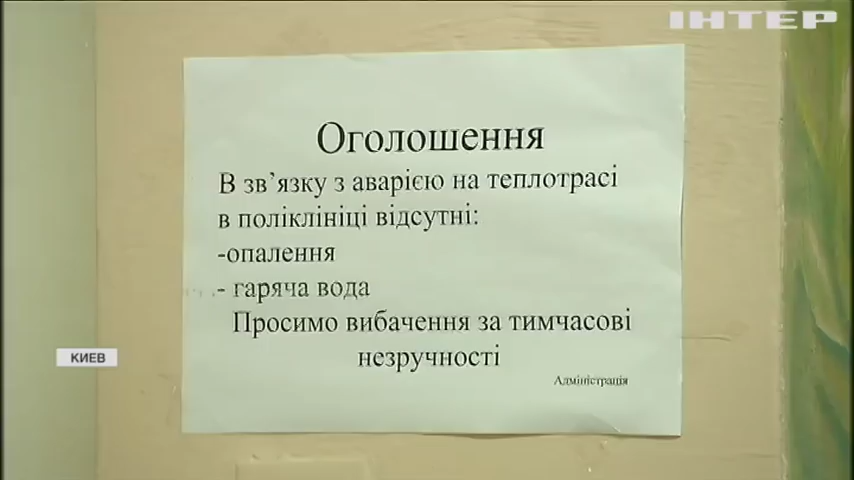 ІНТЕР
Оголошення
В зв’язку з аварією на теплотрасі
в поліклініці відсутні:
-опалення
- гаряча вода
Просимо вибачення за тимчасові
незручності
Адміністрація
КИЕВ